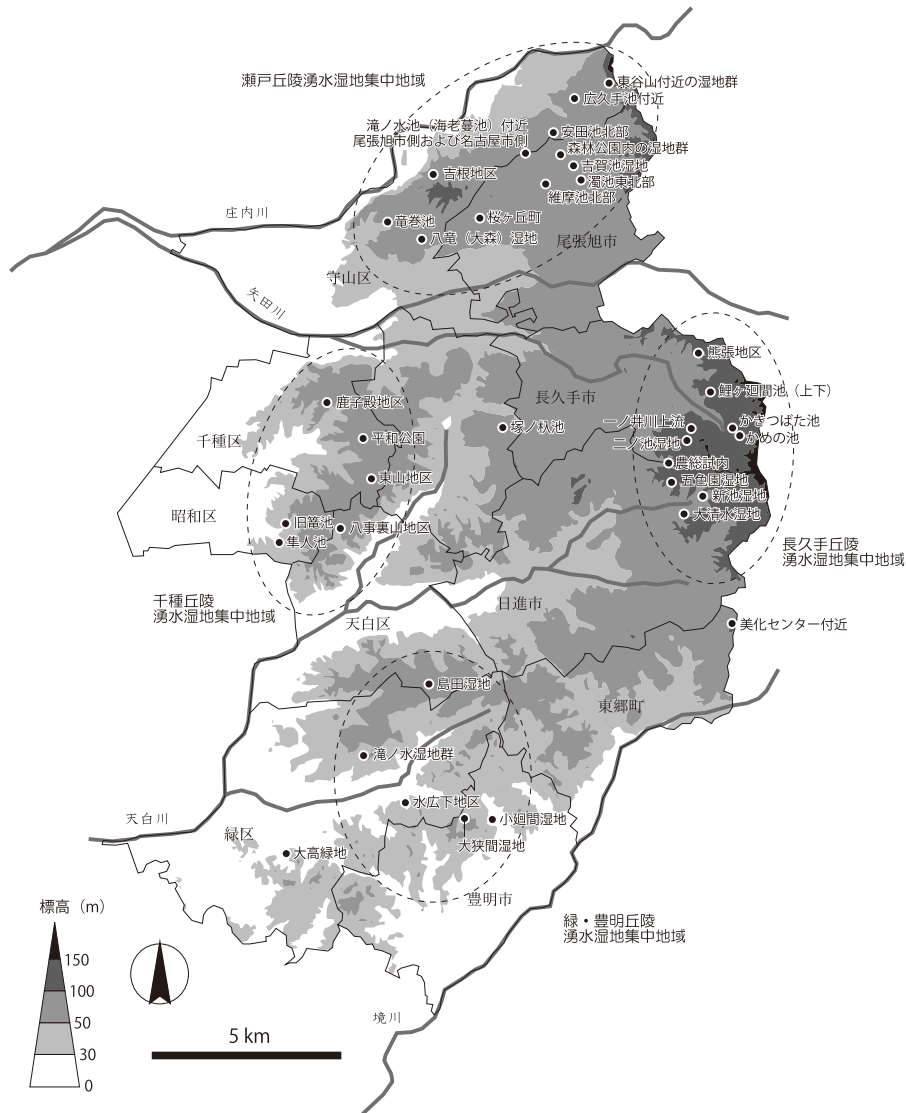 瀬戸丘陵湧水湿地集中地域
東谷山付近の湿地群
広久手池付近
滝ノ水池（海老蔓池）付近
尾張旭市側および名古屋市側
安田池北部
森林公園内の湿地群
吉賀池湿地
濁池東北部
維摩池北部
吉根地区
竜巻池
桜ヶ丘町
八竜（大森）湿地
尾張旭市
守山区
庄内川
矢田川
熊張地区
鯉ヶ廻間池（上下）
長久手市
かきつばた池
かめの池
一ノ井川上流
二ノ池湿地
農総試内
五色園湿地
新池湿地
大清水湿地
塚ノ杁池
鹿子殿地区
千種区
平和公園
東山地区
昭和区
旧篭池
八事裏山地区
隼人池
長久手丘陵
湧水湿地集中地域
千種丘陵
湧水湿地集中地域
日進市
天白区
美化センター付近
島田湿地
東郷町
滝ノ水湿地群
水広下地区
小廻間湿地
大狭間湿地
天白川
緑区
大高緑地
豊明市
緑・豊明丘陵
湧水湿地集中地域
標高（m）
150
100
50
30
0
境川
5 km